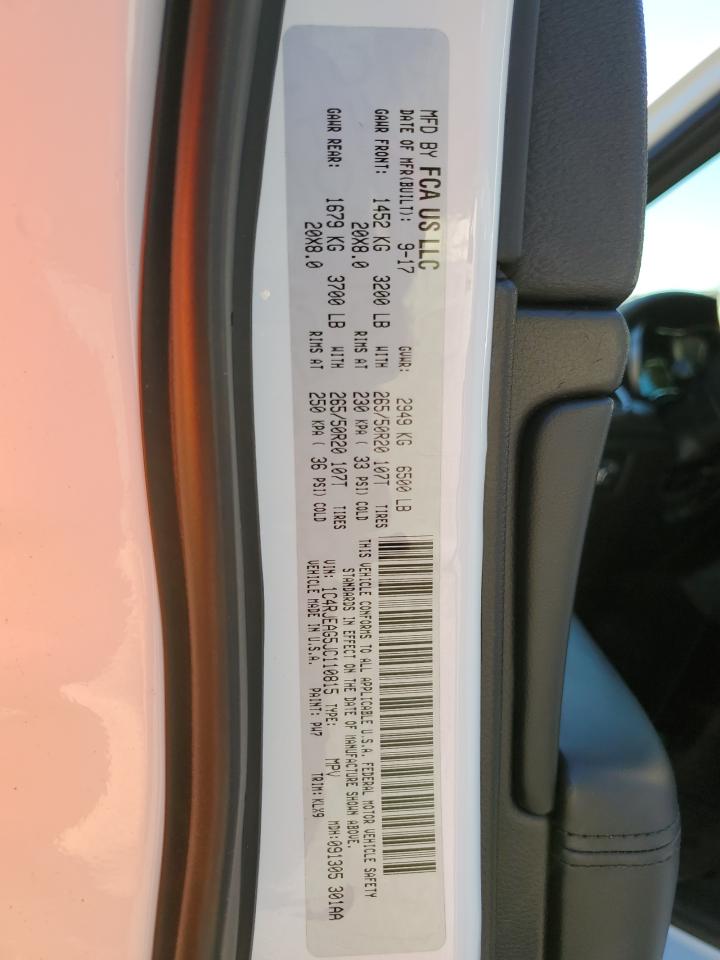 MFD BY FCA US LLC
DATE OF MFR(BUILT): 9-17 GVWR: 2949 KG 6500 LB
GAWR FRONT: 1452 KG 3200 LB WITH 265/50R20 107T TIRES
20X8.0 RIMS AT 230 KPA ( 33 PSI) COLD
GAWR REAR: 1679 KG 3700 LB WITH 265/50R20 107T TIRES
20X8.0 RIMS AT 250 KPA ( 36 PSI) COLD
THIS VEHICLE CONFORMS TO ALL APPLICABLE U.S.A. FEDERAL MOTOR VEHICLE SAFETY
STANDARDS IN EFFECT ON THE DATE OF MANUFACTURE SHOWN ABOVE.
VIN: 1C4RJEAG5JC110815 TYPE: MPV MDH:091305 301AA
VEHICLE MADE IN U.S.A. PAINT: PW7 TRIM:KLX9